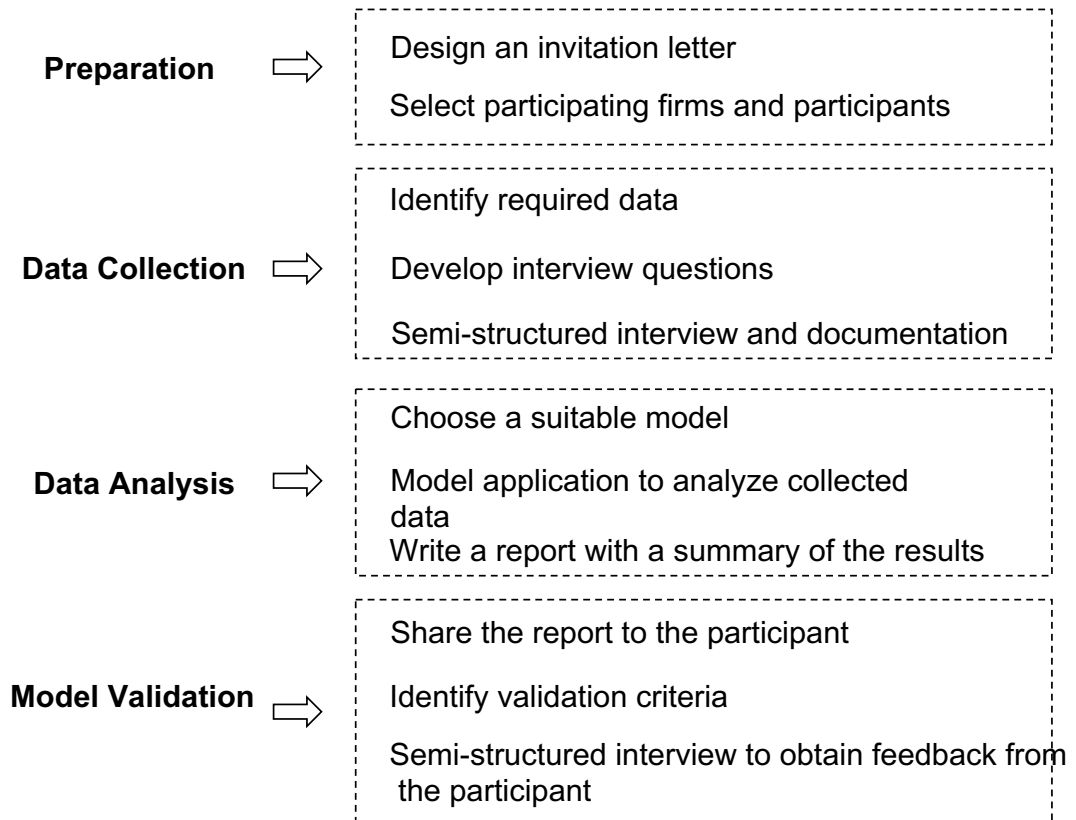 Preparation
Design an invitation letter
Select participating firms and participants
Data Collection
Identify required data
Develop interview questions
Semi-structured interview and documentation
Data Analysis
Choose a suitable model
Model application to analyze collected
data
Write a report with a summary of the results
Model Validation
Share the report to the participant
Identify validation criteria
Semi-structured interview to obtain feedback from
the participant